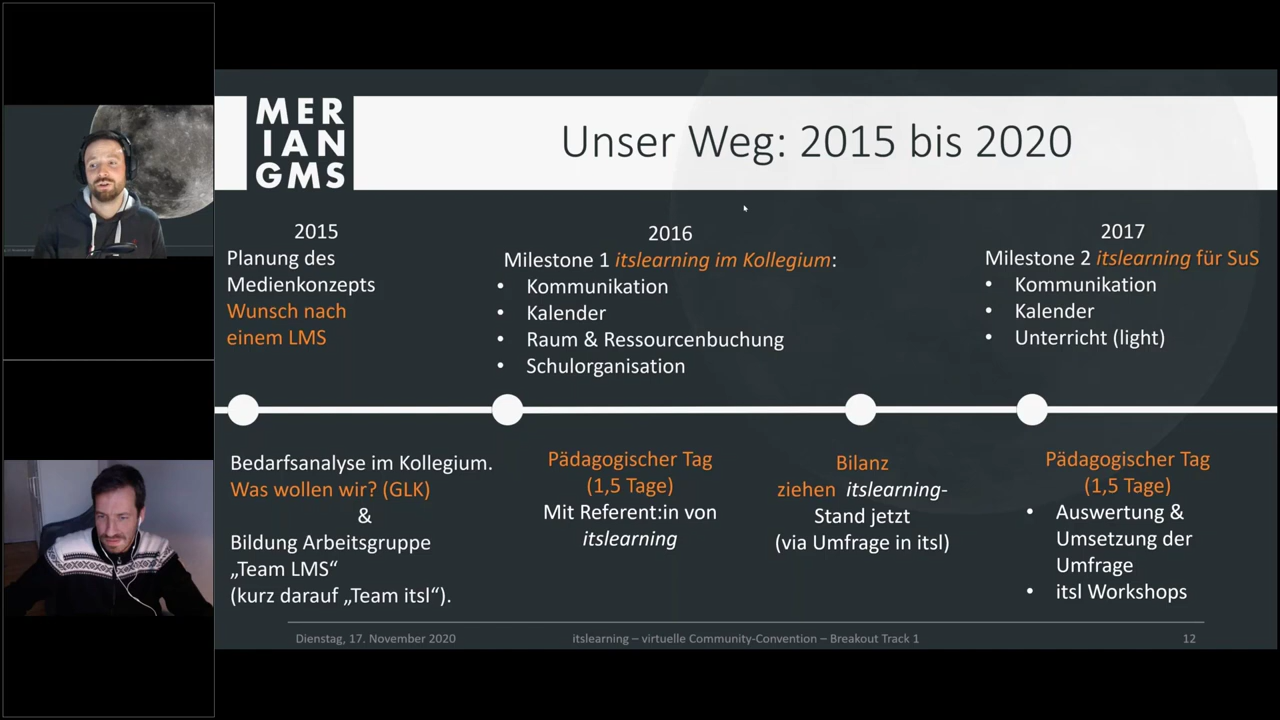 MER
IAN
GMS
Unser Weg: 2015 bis 2020
2015
Planung des
Medienkonzepts
Wunsch nach
einem LMS
2016
Milestone 1 itslearning im Kollegium:
• Kommunikation
• Kalender
• Raum & Ressourcenbuchung
• Schulorganisation
2017
Milestone 2 itslearning für SuS
• Kommunikation
• Kalender
• Unterricht (light)
Bedarfsanalyse im Kollegium.
Was wollen wir? (GLK)
&
Bildung Arbeitsgruppe
„Team LMS“
(kurz darauf „Team itsl“).
Pädagogischer Tag
(1,5 Tage)
Mit Referent:in von
itslearning
Bilanz
ziehen itslearning-
Stand jetzt
(via Umfrage in itsl)
Pädagogischer Tag
(1,5 Tage)
• Auswertung &
Umsetzung der
Umfrage
• itsl Workshops
Dienstag, 17. November 2020
itslearning – virtuelle Community-Convention – Breakout Track 1
12